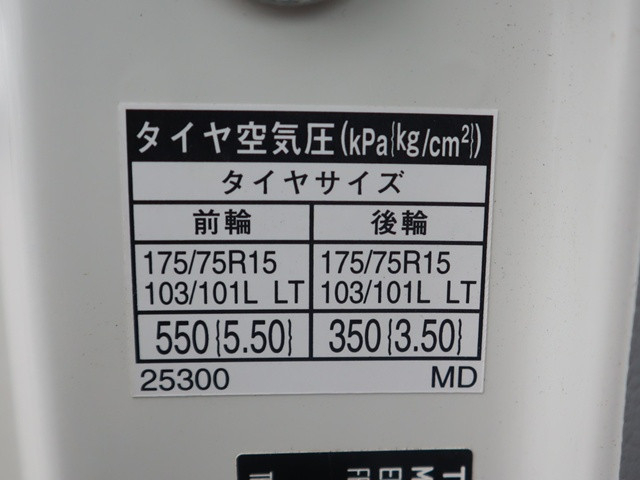 タイヤ空気圧(kPa{kg/cm²})
タイヤサイズ
前輪 後輪
175/75R15 175/75R15
103/101L LT 103/101L LT
550{5.50} 350{3.50}
25300 MD